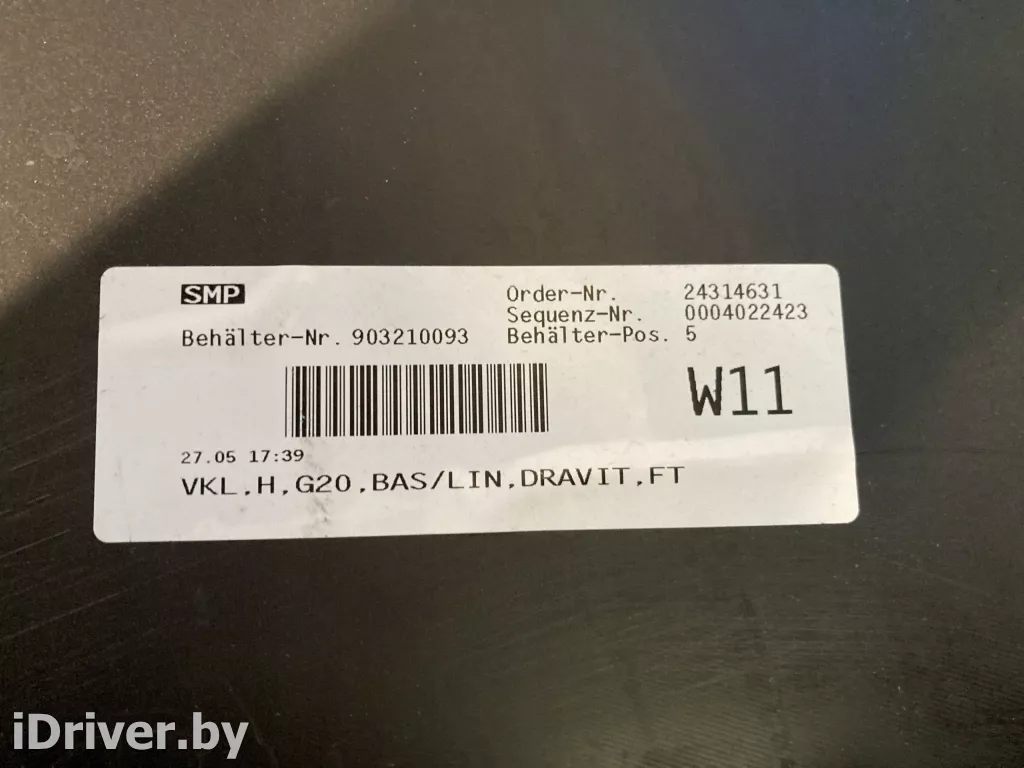 SMP
Order-Nr. 24314631
Sequenz-Nr. 0004022423
Behälter-Nr. 903210093 Behälter-Pos. 5
W11
27.05 17:39
VKL,H,G20,BAS/LIN,DRAVIT,FT
iDriver.by